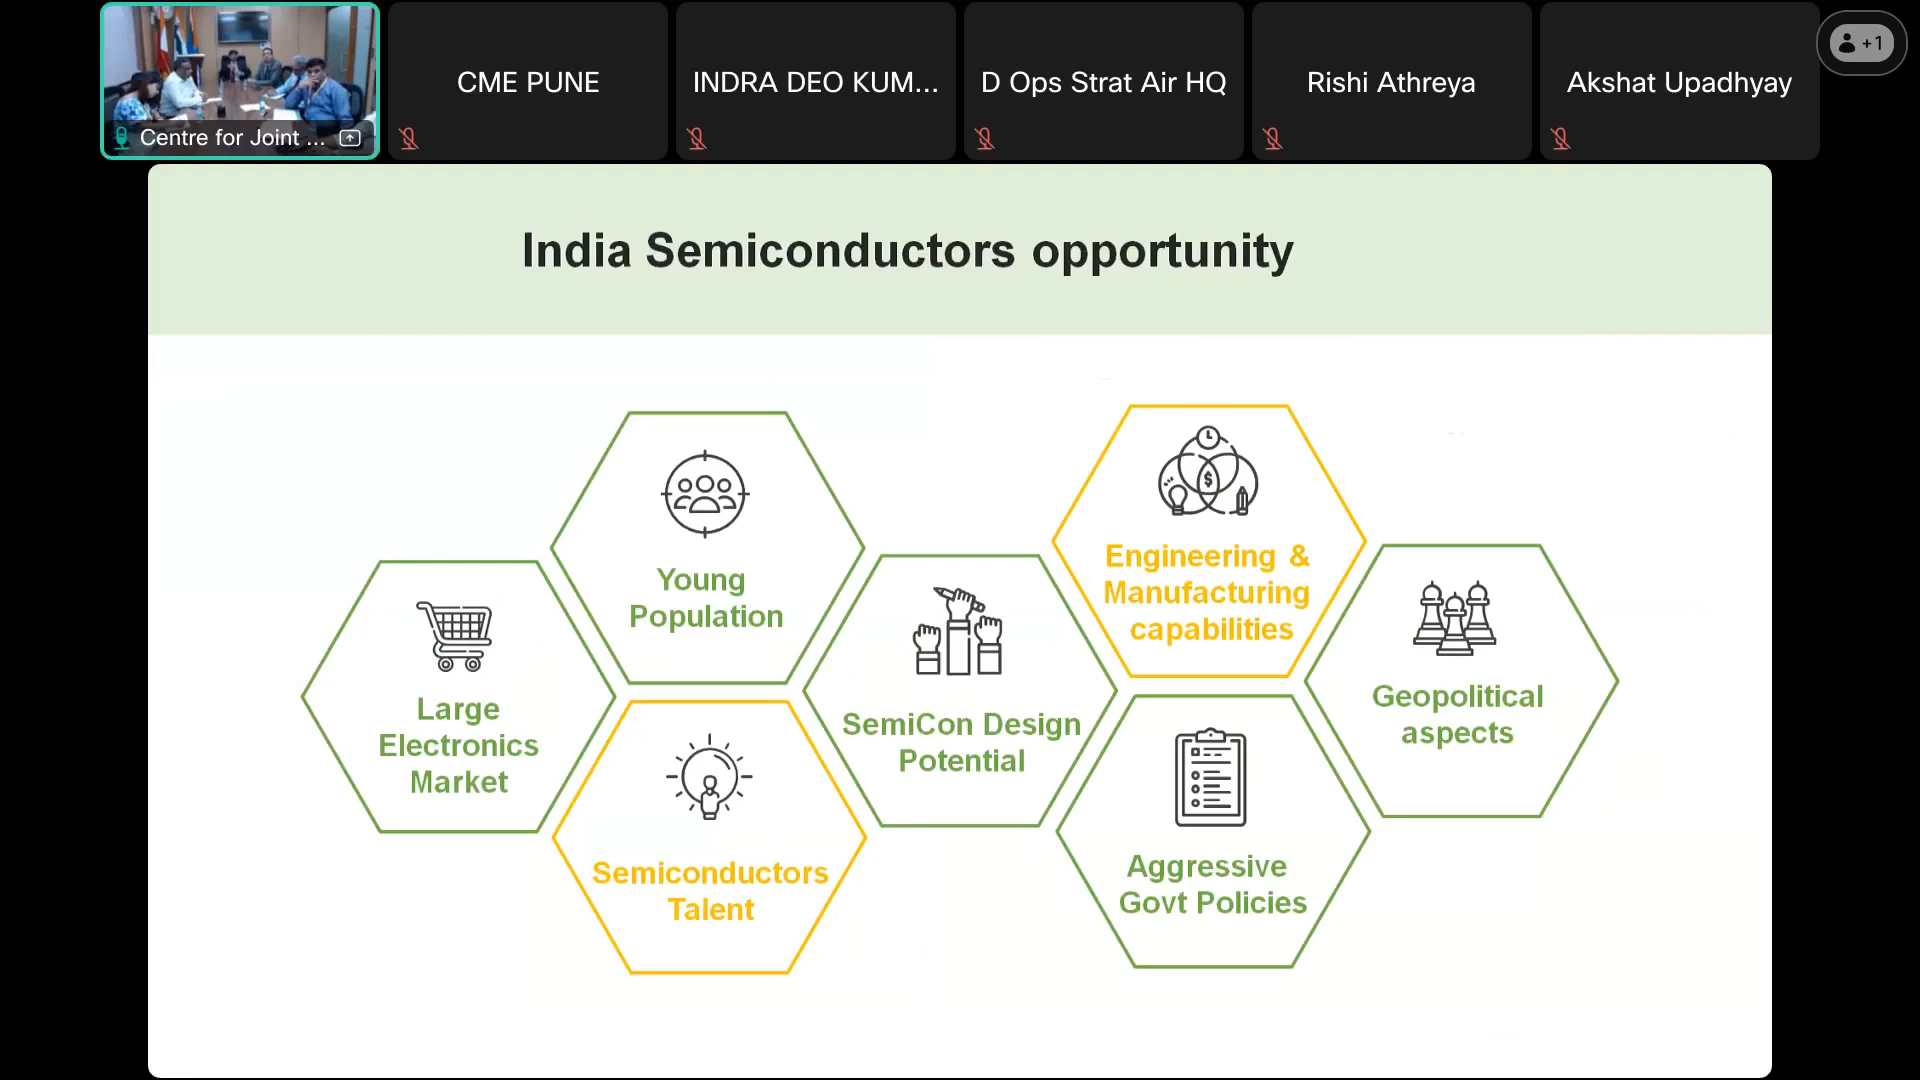 Centre for Joint ...
CME PUNE
INDRA DEO KUM...
D Ops Strat Air HQ
Rishi Athreya
Akshat Upadhyay
+1
India Semiconductors opportunity
Large
Electronics
Market
Young
Population
Semiconductors
Talent
SemiCon Design
Potential
$
Engineering &
Manufacturing
capabilities
Aggressive
Govt Policies
Geopolitical
aspects